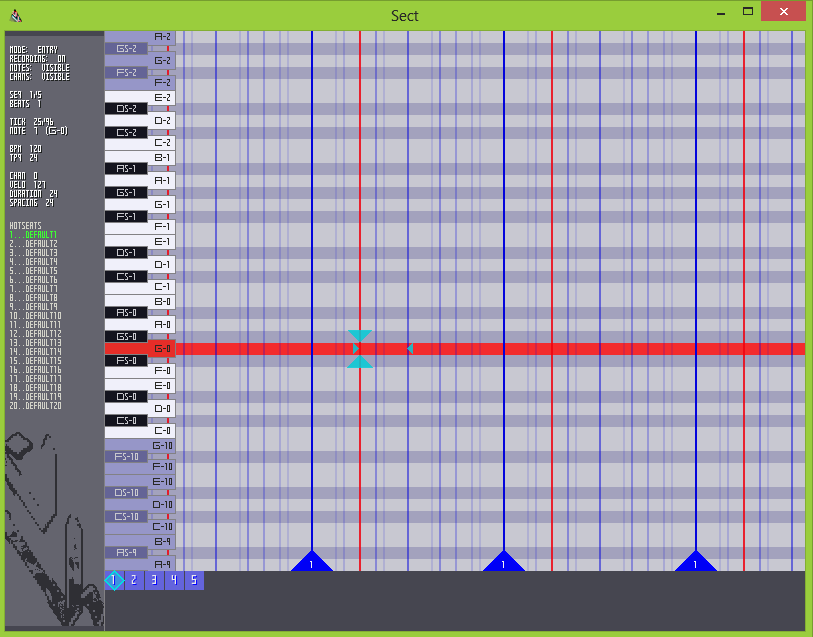 Sect
MODE: ENTRY
RECORDING: ON
NOTES: VISIBLE
CHANS: VISIBLE
SEQ 1/5
BEATS 1
TICK 25/96
NOTE 7 (G-0)
BPM 120
TPQ 24
CHAN 0
VELO 127
DURATION 24
SPACING 24
HOTSEATS
1...DEFAULT1
2...DEFAULT2
3...DEFAULT3
4...DEFAULT4
5...DEFAULT5
6...DEFAULT6
7...DEFAULT7
8...DEFAULT8
9...DEFAULT9
10...DEFAULT10
11...DEFAULT11
12...DEFAULT12
13...DEFAULT13
14...DEFAULT14
15...DEFAULT15
16...DEFAULT16
17...DEFAULT17
18...DEFAULT18
19...DEFAULT19
20...DEFAULT20
A-2
GS-2
G-2
FS-2
F-2
E-2
DS-2
D-2
CS-2
C-2
B-1
AS-1
A-1
GS-1
G-1
FS-1
F-1
E-1
DS-1
D-1
CS-1
C-1
B-0
AS-0
A-0
GS-0
G-0
FS-0
F-0
E-0
DS-0
D-0
CS-0
C-0
G-10
FS-10
F-10
E-10
DS-10
D-10
CS-10
C-10
B-9
AS-9
A-9
1 1 1
1 2 3 4 5